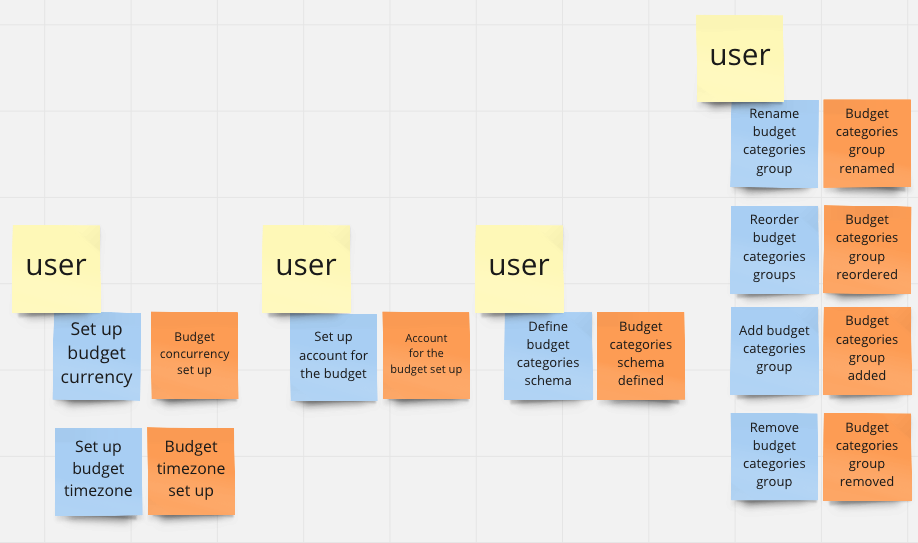 user
Rename
budget
categories
group
Budget
categories
group
renamed
Reorder
budget
categories
groups
Budget
categories
group
reordered
Add budget
categories
group
Budget
categories
group
added
Remove
budget
categories
group
Budget
categories
group
removed
user
Set up
budget
currency
Budget
concurrency
set up
Set up
budget
timezone
Budget
timezone
set up
user
Set up
account for
the budget
Account
for the
budget set up
user
Define
budget
categories
schema
Budget
categories
schema
defined